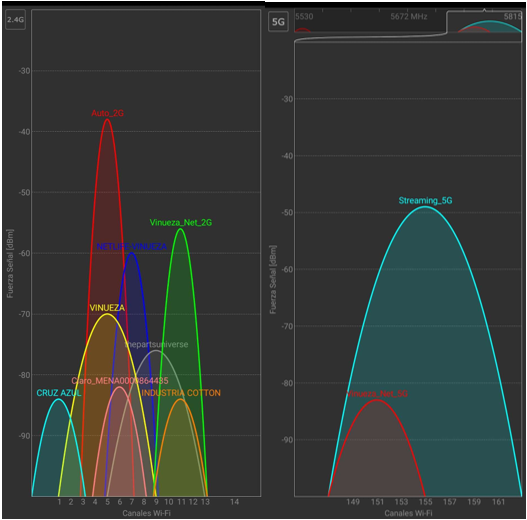 2.4G
Auto_2G
Vinueza_Net_2G
NETLIFE-VINUEZA
VINUEZA
thepartsuniverse
Claro_MENA0000864435
CRUZ AZUL
INDUSTRIA COTTON
-30
-40
-50
-60
-70
-80
-90
Fuerza Señal [dBm]
1 2 3 4 5 6 7 8 9 10 11 12 13 14
Canales Wi-Fi
5G
5530 5672 MHz 5815
Streaming_5G
Vinueza_Net_5G
-30
-40
-50
-60
-70
-80
-90
Fuerza Señal [dBm]
149 151 153 155 157 159 161
Canales Wi-Fi